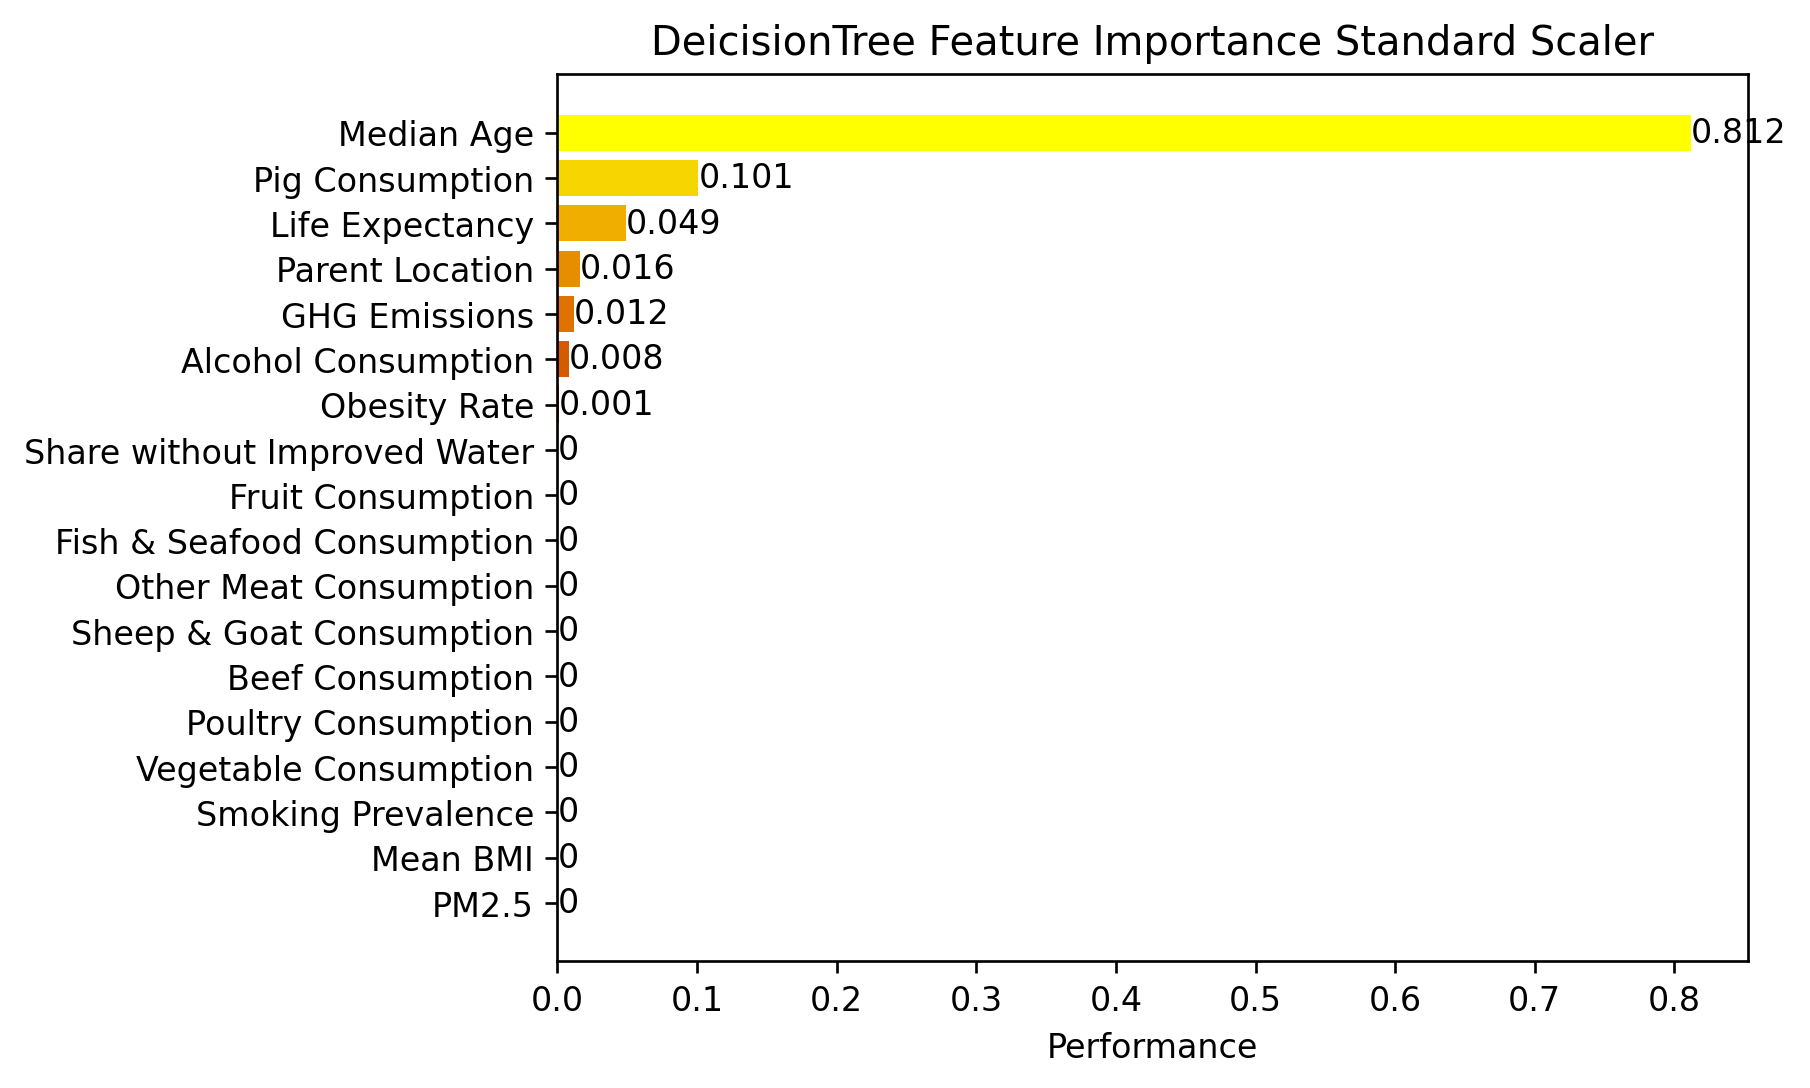 DeicisionTree Feature Importance Standard Scaler
Median Age 0.812
Pig Consumption 0.101
Life Expectancy 0.049
Parent Location 0.016
GHG Emissions 0.012
Alcohol Consumption 0.008
Obesity Rate 0.001
Share without Improved Water 0
Fruit Consumption 0
Fish & Seafood Consumption 0
Other Meat Consumption 0
Sheep & Goat Consumption 0
Beef Consumption 0
Poultry Consumption 0
Vegetable Consumption 0
Smoking Prevalence 0
Mean BMI 0
PM2.5 0
0.0 0.1 0.2 0.3 0.4 0.5 0.6 0.7 0.8
Performance